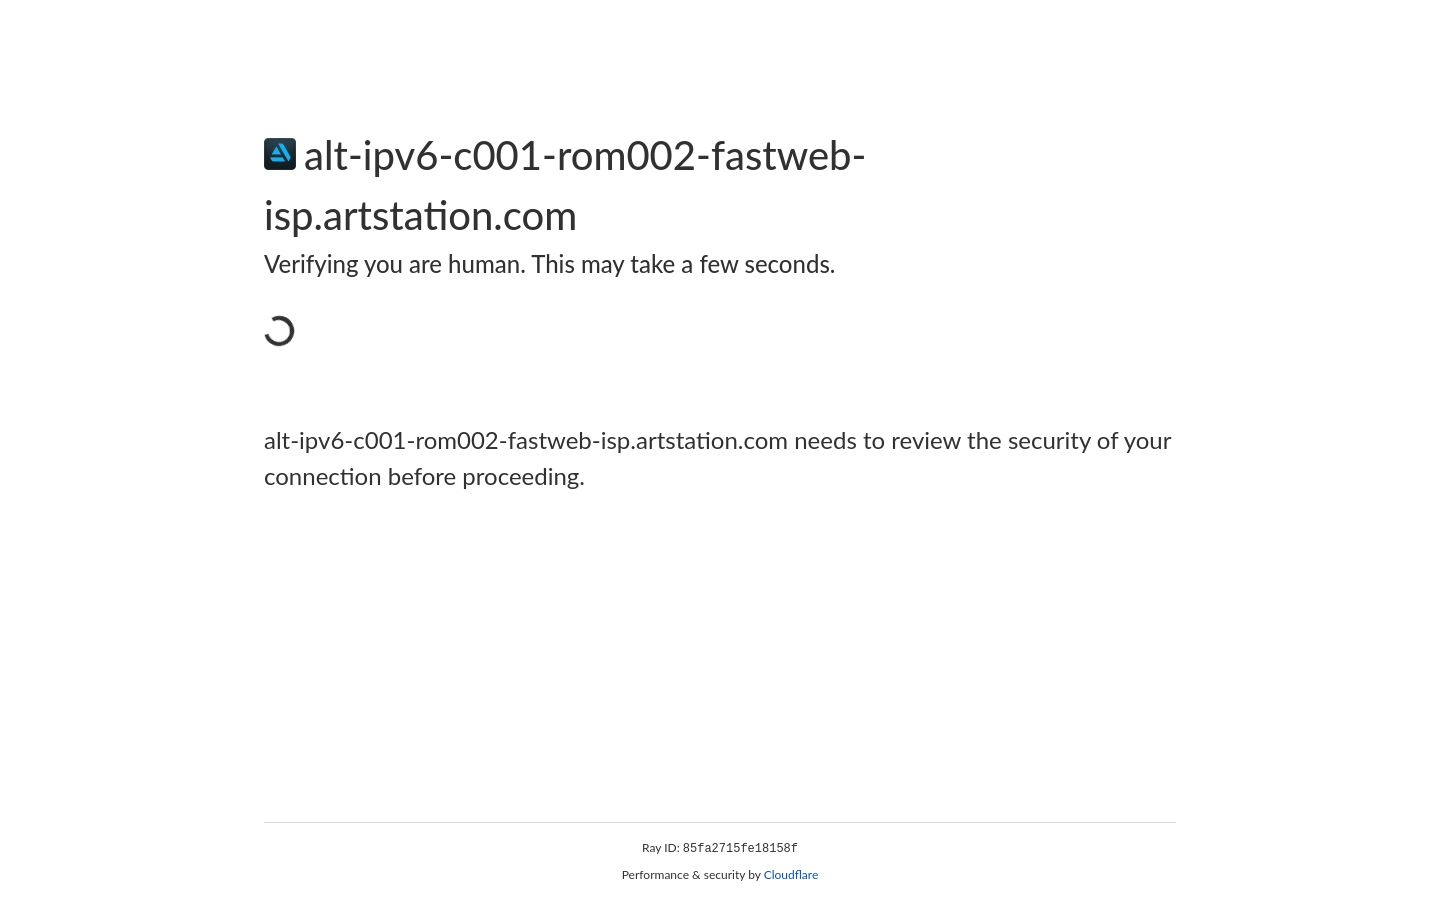 alt-ipv6-c001-rom002-fastweb-
isp.artstation.com
Verifying you are human. This may take a few seconds.
alt-ipv6-c001-rom002-fastweb-isp.artstation.com needs to review the security of your
connection before proceeding.
Ray ID: 85fa2715fe18158f
Performance & security by Cloudflare